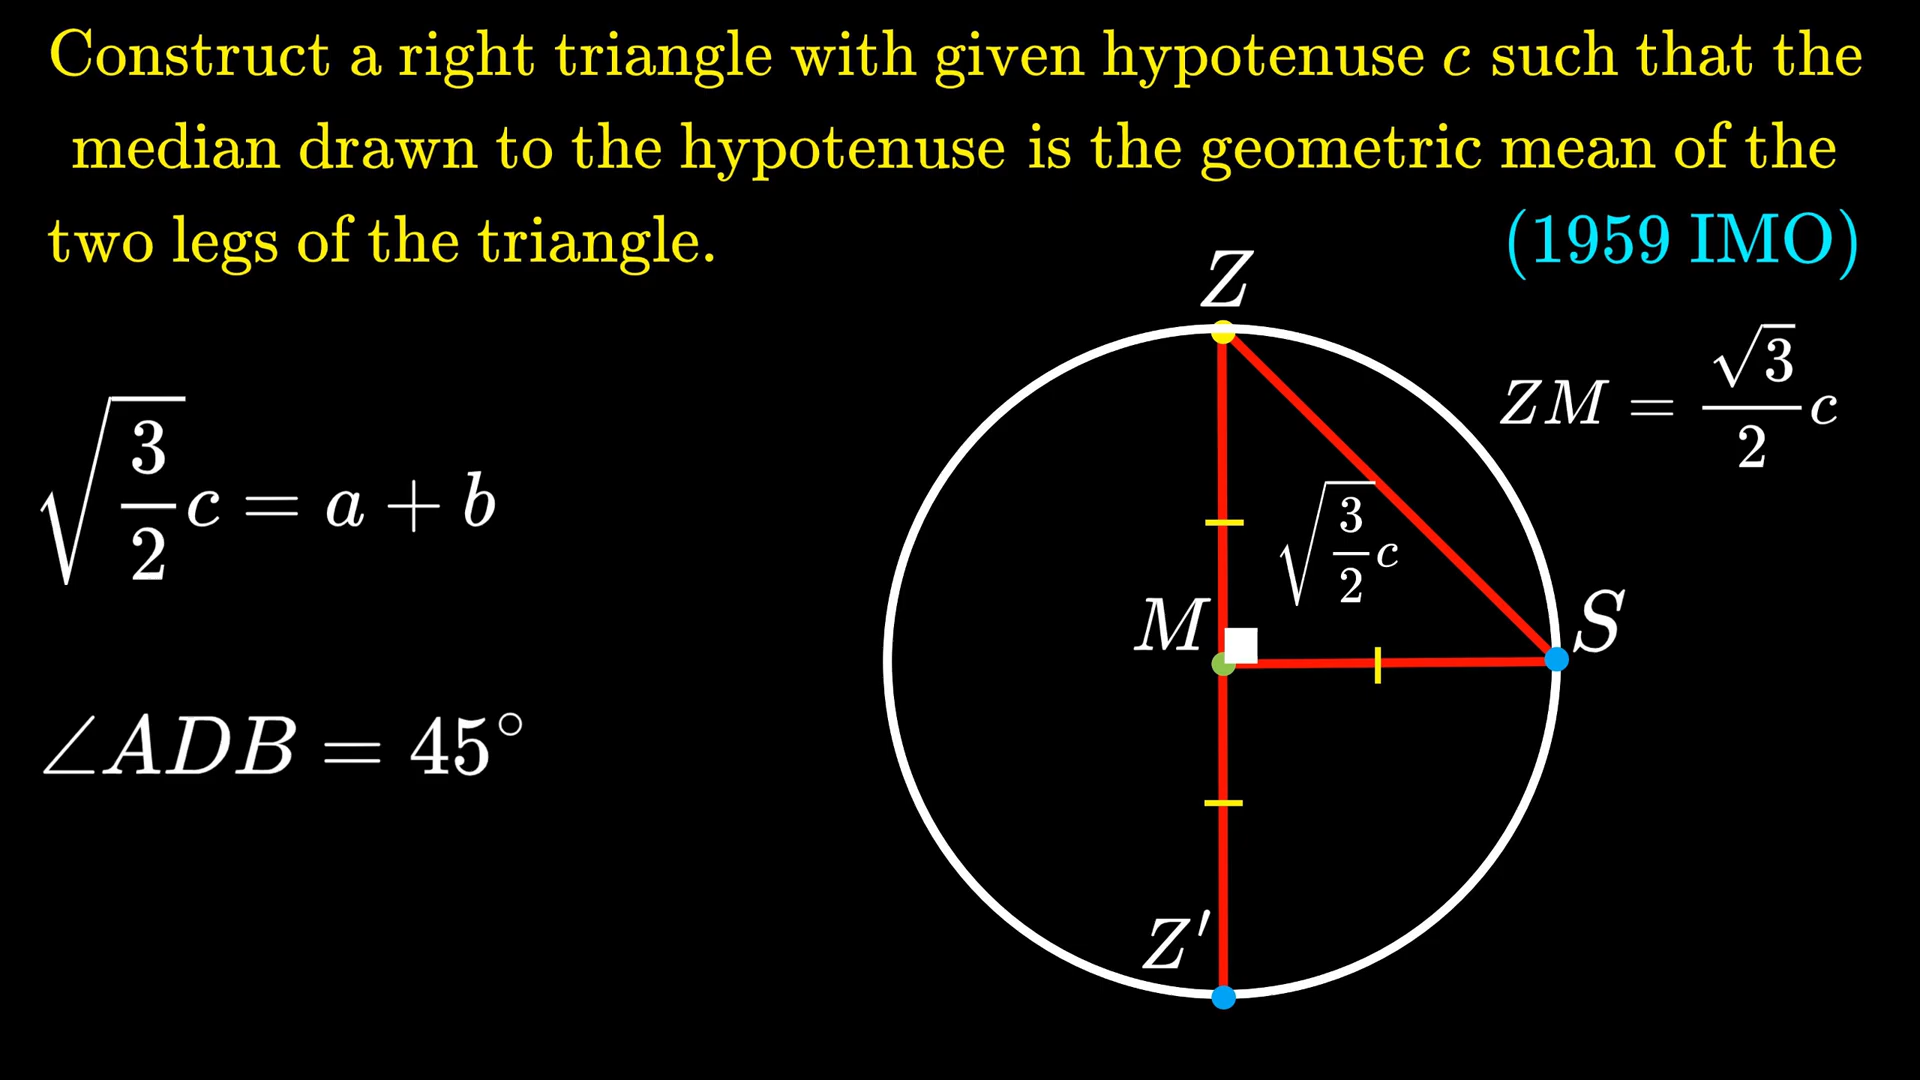 Construct a right triangle with given hypotenuse c such that the
median drawn to the hypotenuse is the geometric mean of the
two legs of the triangle. (1959 IMO)
Z
ZM = √3/2 c
√(3/2) c = a + b
√(3/2) c
M
S
∠ADB = 45°
Z′